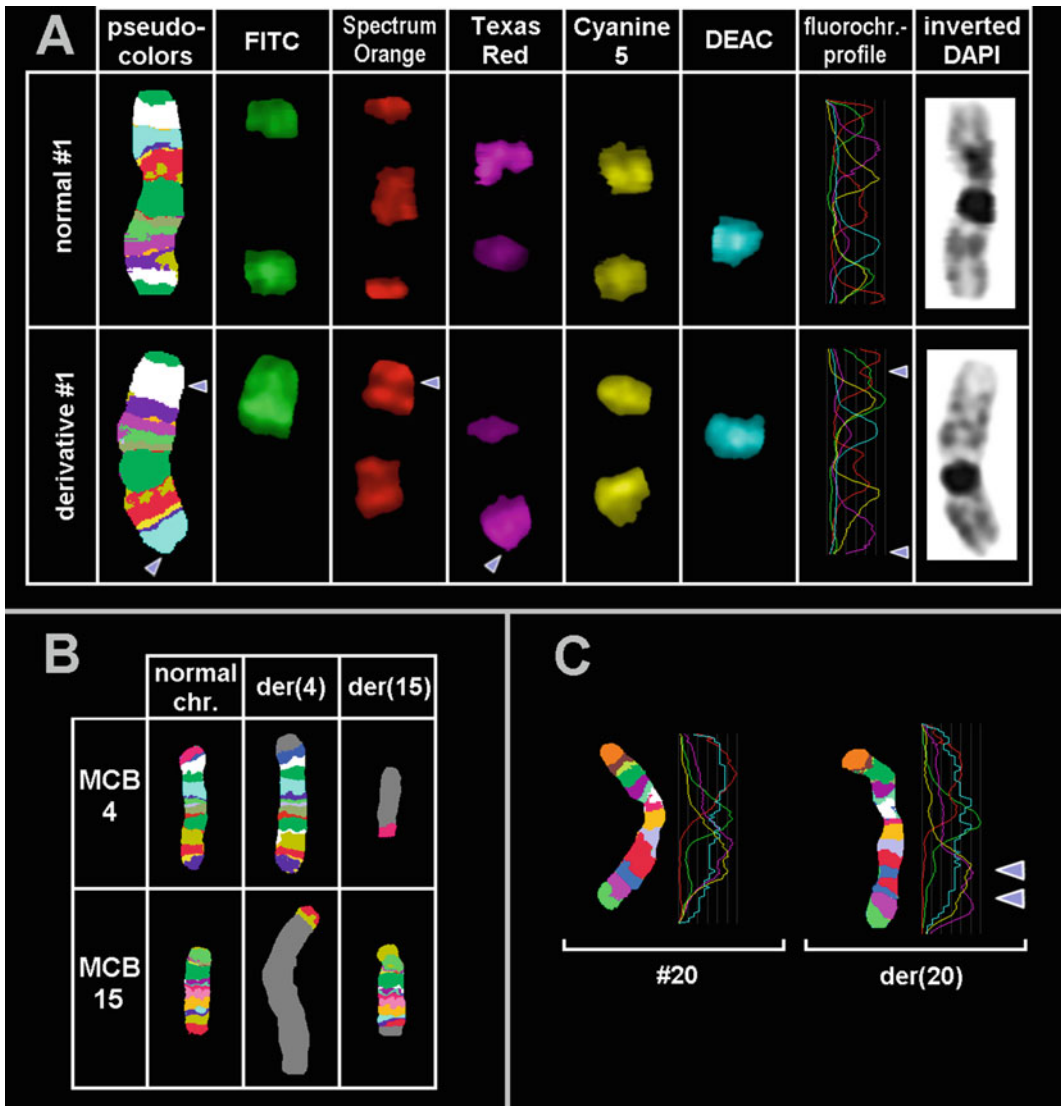 A
pseudo-
colors
FITC
Spectrum
Orange
Texas
Red
Cyanine
5
DEAC
fluorochr.-
profile
inverted
DAPI
normal #1
derivative #1
B
normal
chr.
der(4)
der(15)
MCB
4
MCB
15
C
#20
der(20)